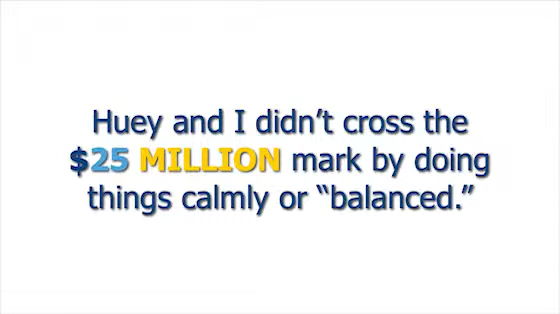 Huey and I didn’t cross the
$25 MILLION mark by doing
things calmly or “balanced.”